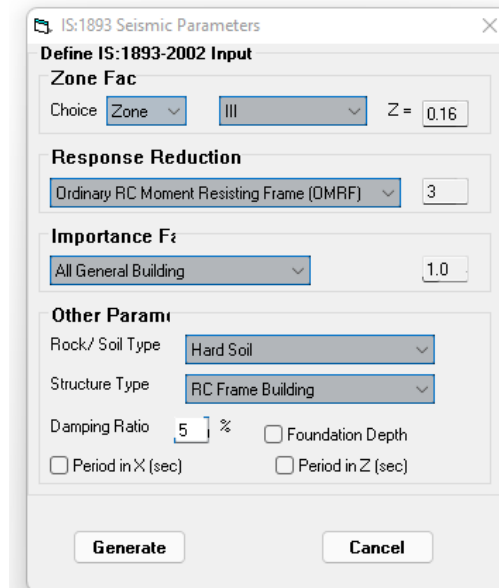 IS:1893 Seismic Parameters
Define IS:1893-2002 Input
Zone Fac
Choice Zone III Z = 0.16
Response Reduction
Ordinary RC Moment Resisting Frame (OMRF) 3
Importance Fa
All General Building 1.0
Other Parame
Rock/ Soil Type Hard Soil
Structure Type RC Frame Building
Damping Ratio 5 % Foundation Depth
Period in X (sec) Period in Z (sec)
Generate Cancel